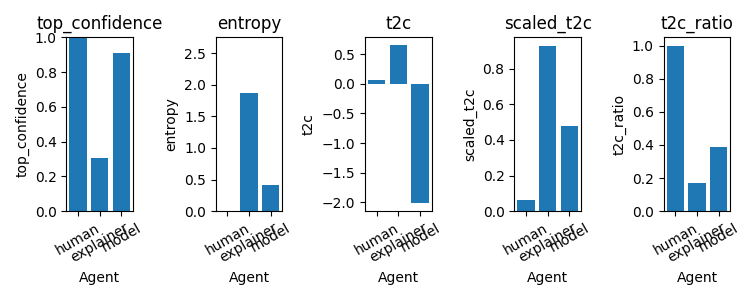 top_confidence
top_confidence
1.0
0.8
0.6
0.4
0.2
0.0
human
explainer
model
Agent
entropy
entropy
2.5
2.0
1.5
1.0
0.5
0.0
human
explainer
model
Agent
t2c
t2c
0.5
0.0
−0.5
−1.0
−1.5
−2.0
human
explainer
model
Agent
scaled_t2c
scaled_t2c
0.8
0.6
0.4
0.2
0.0
human
explainer
model
Agent
t2c_ratio
t2c_ratio
1.0
0.8
0.6
0.4
0.2
0.0
human
explainer
model
Agent